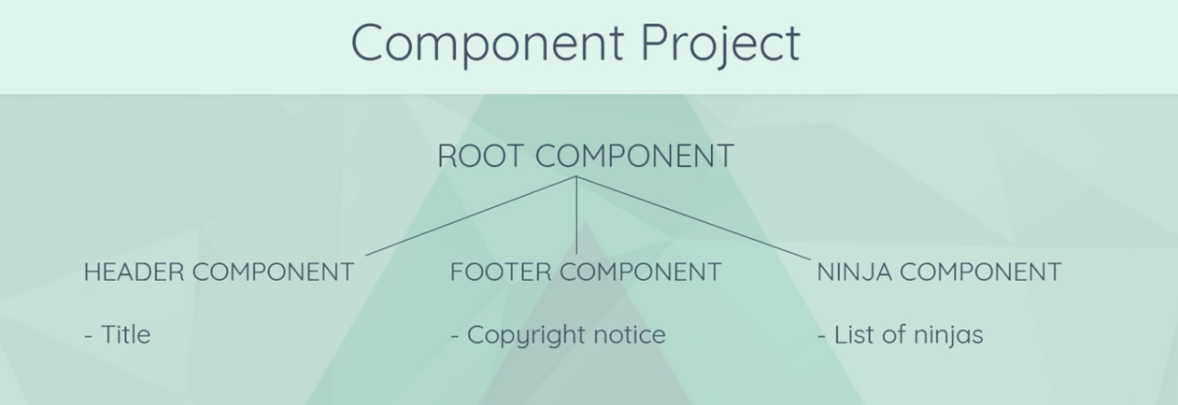 Component Project
ROOT COMPONENT
HEADER COMPONENT
FOOTER COMPONENT
NINJA COMPONENT
- Title
- Copyright notice
- List of ninjas